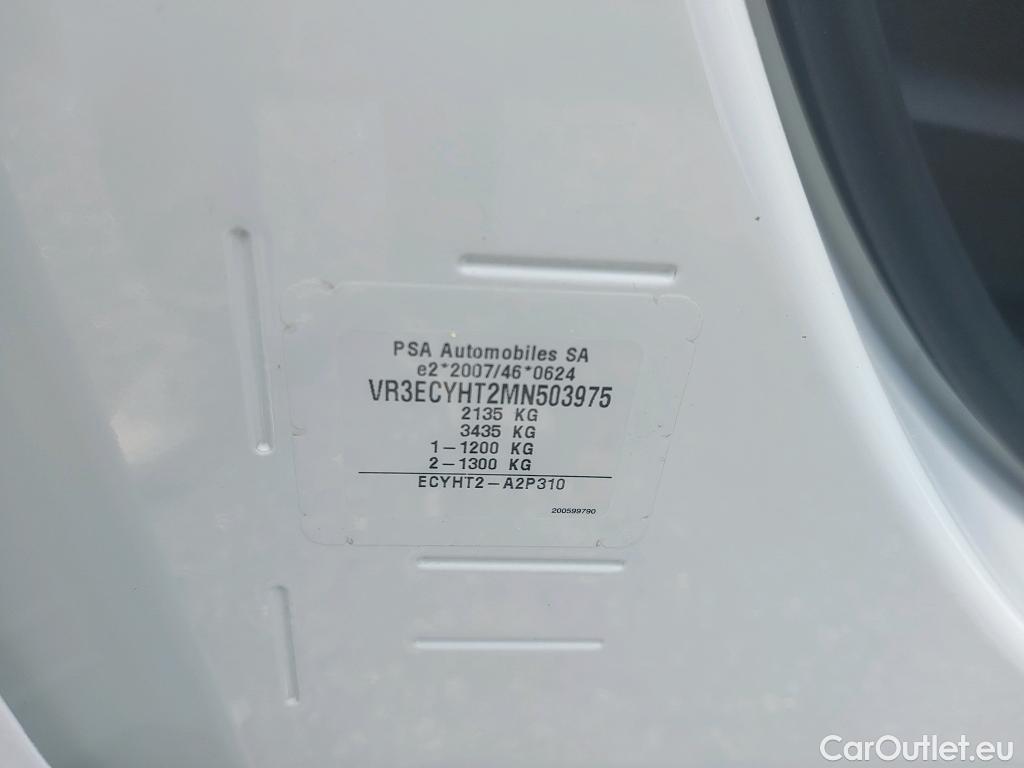 PSA Automobiles SA
e2*2007/46*0624
VR3ECYHT2MN503975
2135 KG
3435 KG
1-1200 KG
2-1300 KG
ECYHT2-A2P310
200599790
CarOutlet.eu